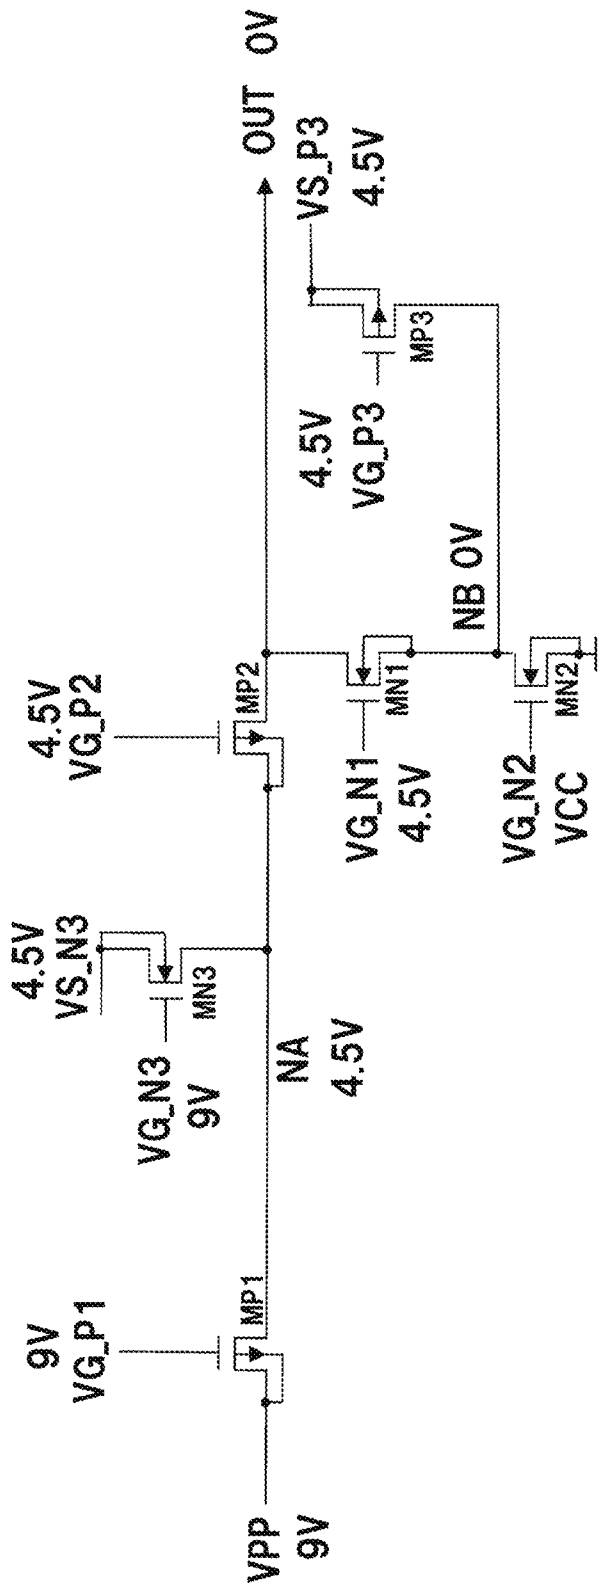 VPP
9V
9V
VG_P1
MP1
VG_N3
9V
4.5V
VS_N3
MN3
NA
4.5V
4.5V
VG_P2
MP2
VG_N1
4.5V
MN1
VG_N2
VCC
MN2
NB 0V
4.5V
VG_P3
MP3
VS_P3
4.5V
OUT 0V